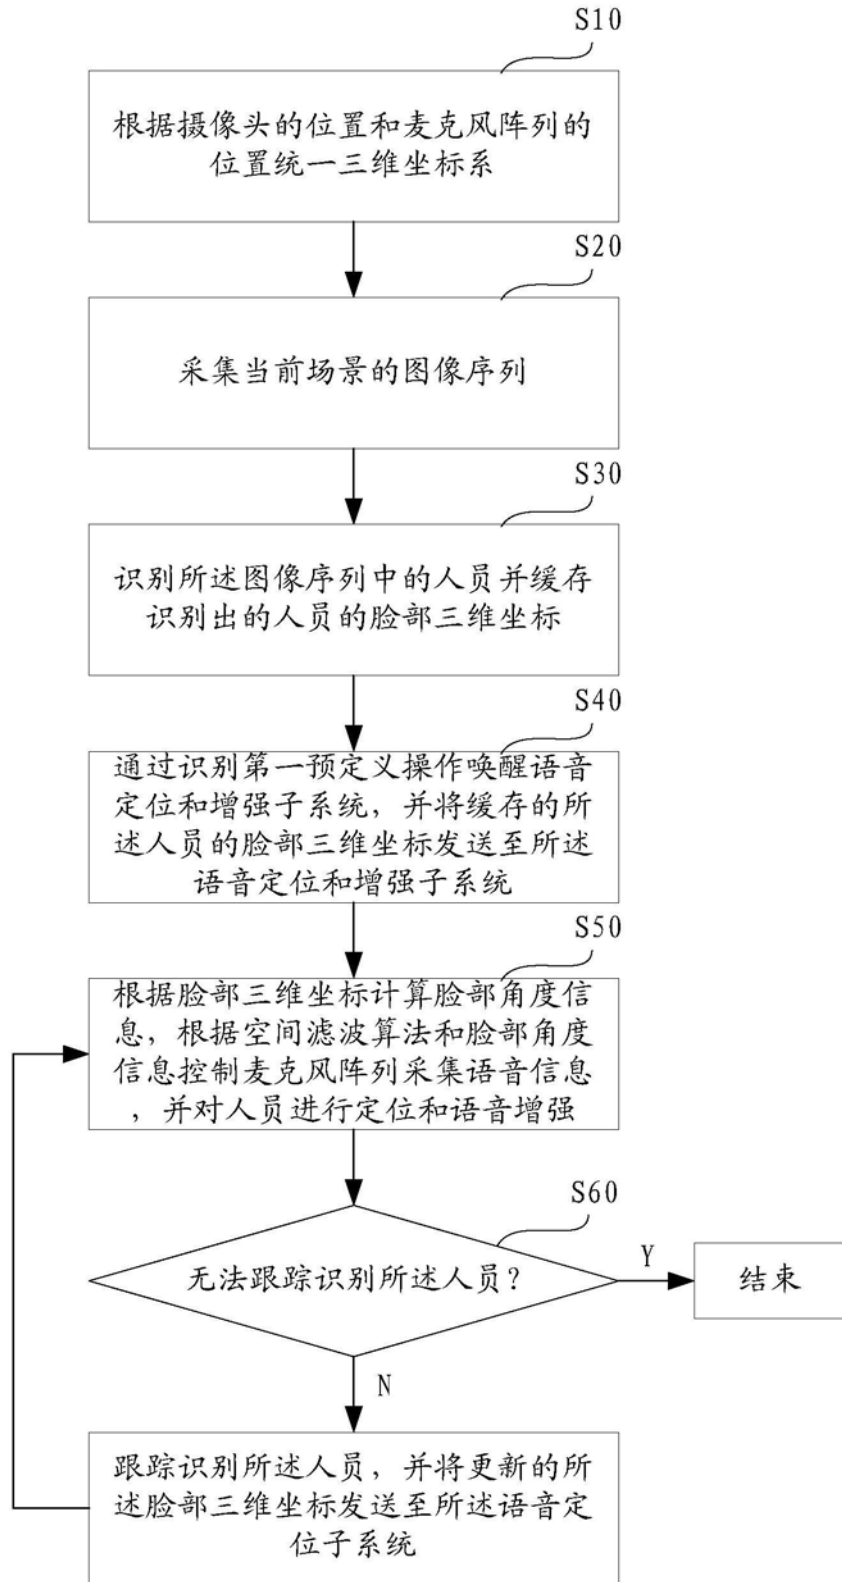 S10
根据摄像头的位置和麦克风阵列的
位置统一三维坐标系
S20
采集当前场景的图像序列
S30
识别所述图像序列中的人员并缓存
识别出的人员的脸部三维坐标
S40
通过识别第一预定义操作唤醒语音
定位和增强子系统，并将缓存的所
述人员的脸部三维坐标发送至所述
语音定位和增强子系统
S50
根据脸部三维坐标计算脸部角度信
息，根据空间滤波算法和脸部角度
信息控制麦克风阵列采集语音信息
，并对人员进行定位和语音增强
S60
无法跟踪识别所述人员？
Y
结束
N
跟踪识别所述人员，并将更新的所
述脸部三维坐标发送至所述语音定
位子系统